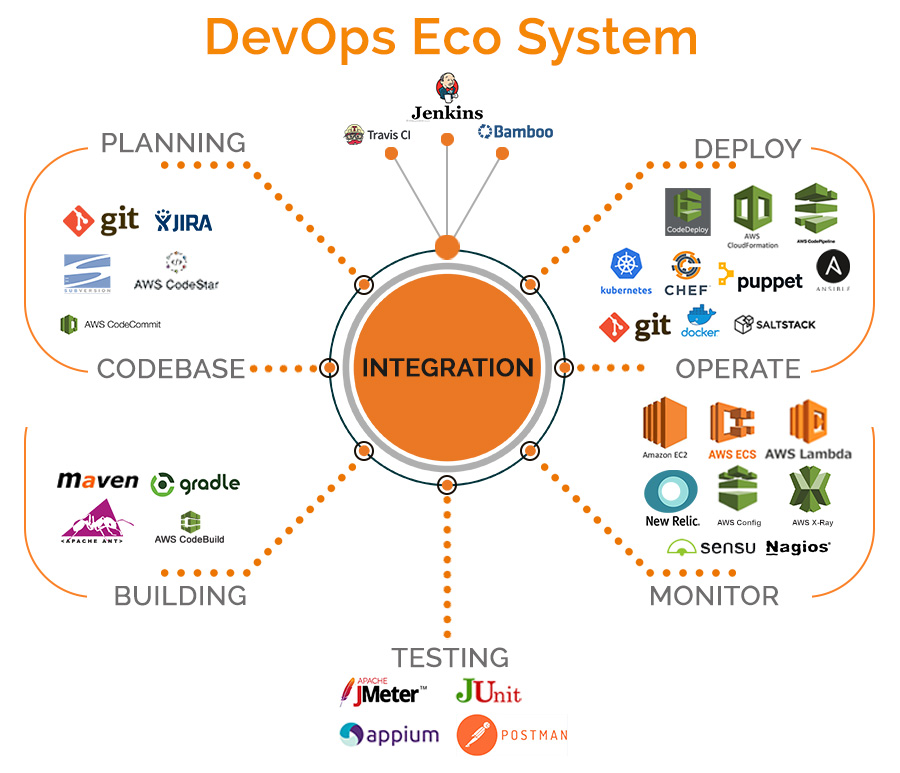 DevOps Eco System
Jenkins
Travis CI
Bamboo
PLANNING
git
JIRA
SUBVERSION
AWS CodeStar
AWS CodeCommit
CODEBASE
maven
gradle
<APACHE ANT>
AWS CodeBuild
BUILDING
INTEGRATION
TESTING
APACHE
JMeter™
JUnit
appium
POSTMAN
DEPLOY
CodeDeploy
AWS
CloudFormation
AWS CodePipeline
kubernetes
CHEF™
puppet
ANSIBLE
git
docker
SALTSTACK
OPERATE
Amazon EC2
AWS ECS
AWS Lambda
New Relic.
AWS Config
AWS X-Ray
sensu
Nagios®
MONITOR